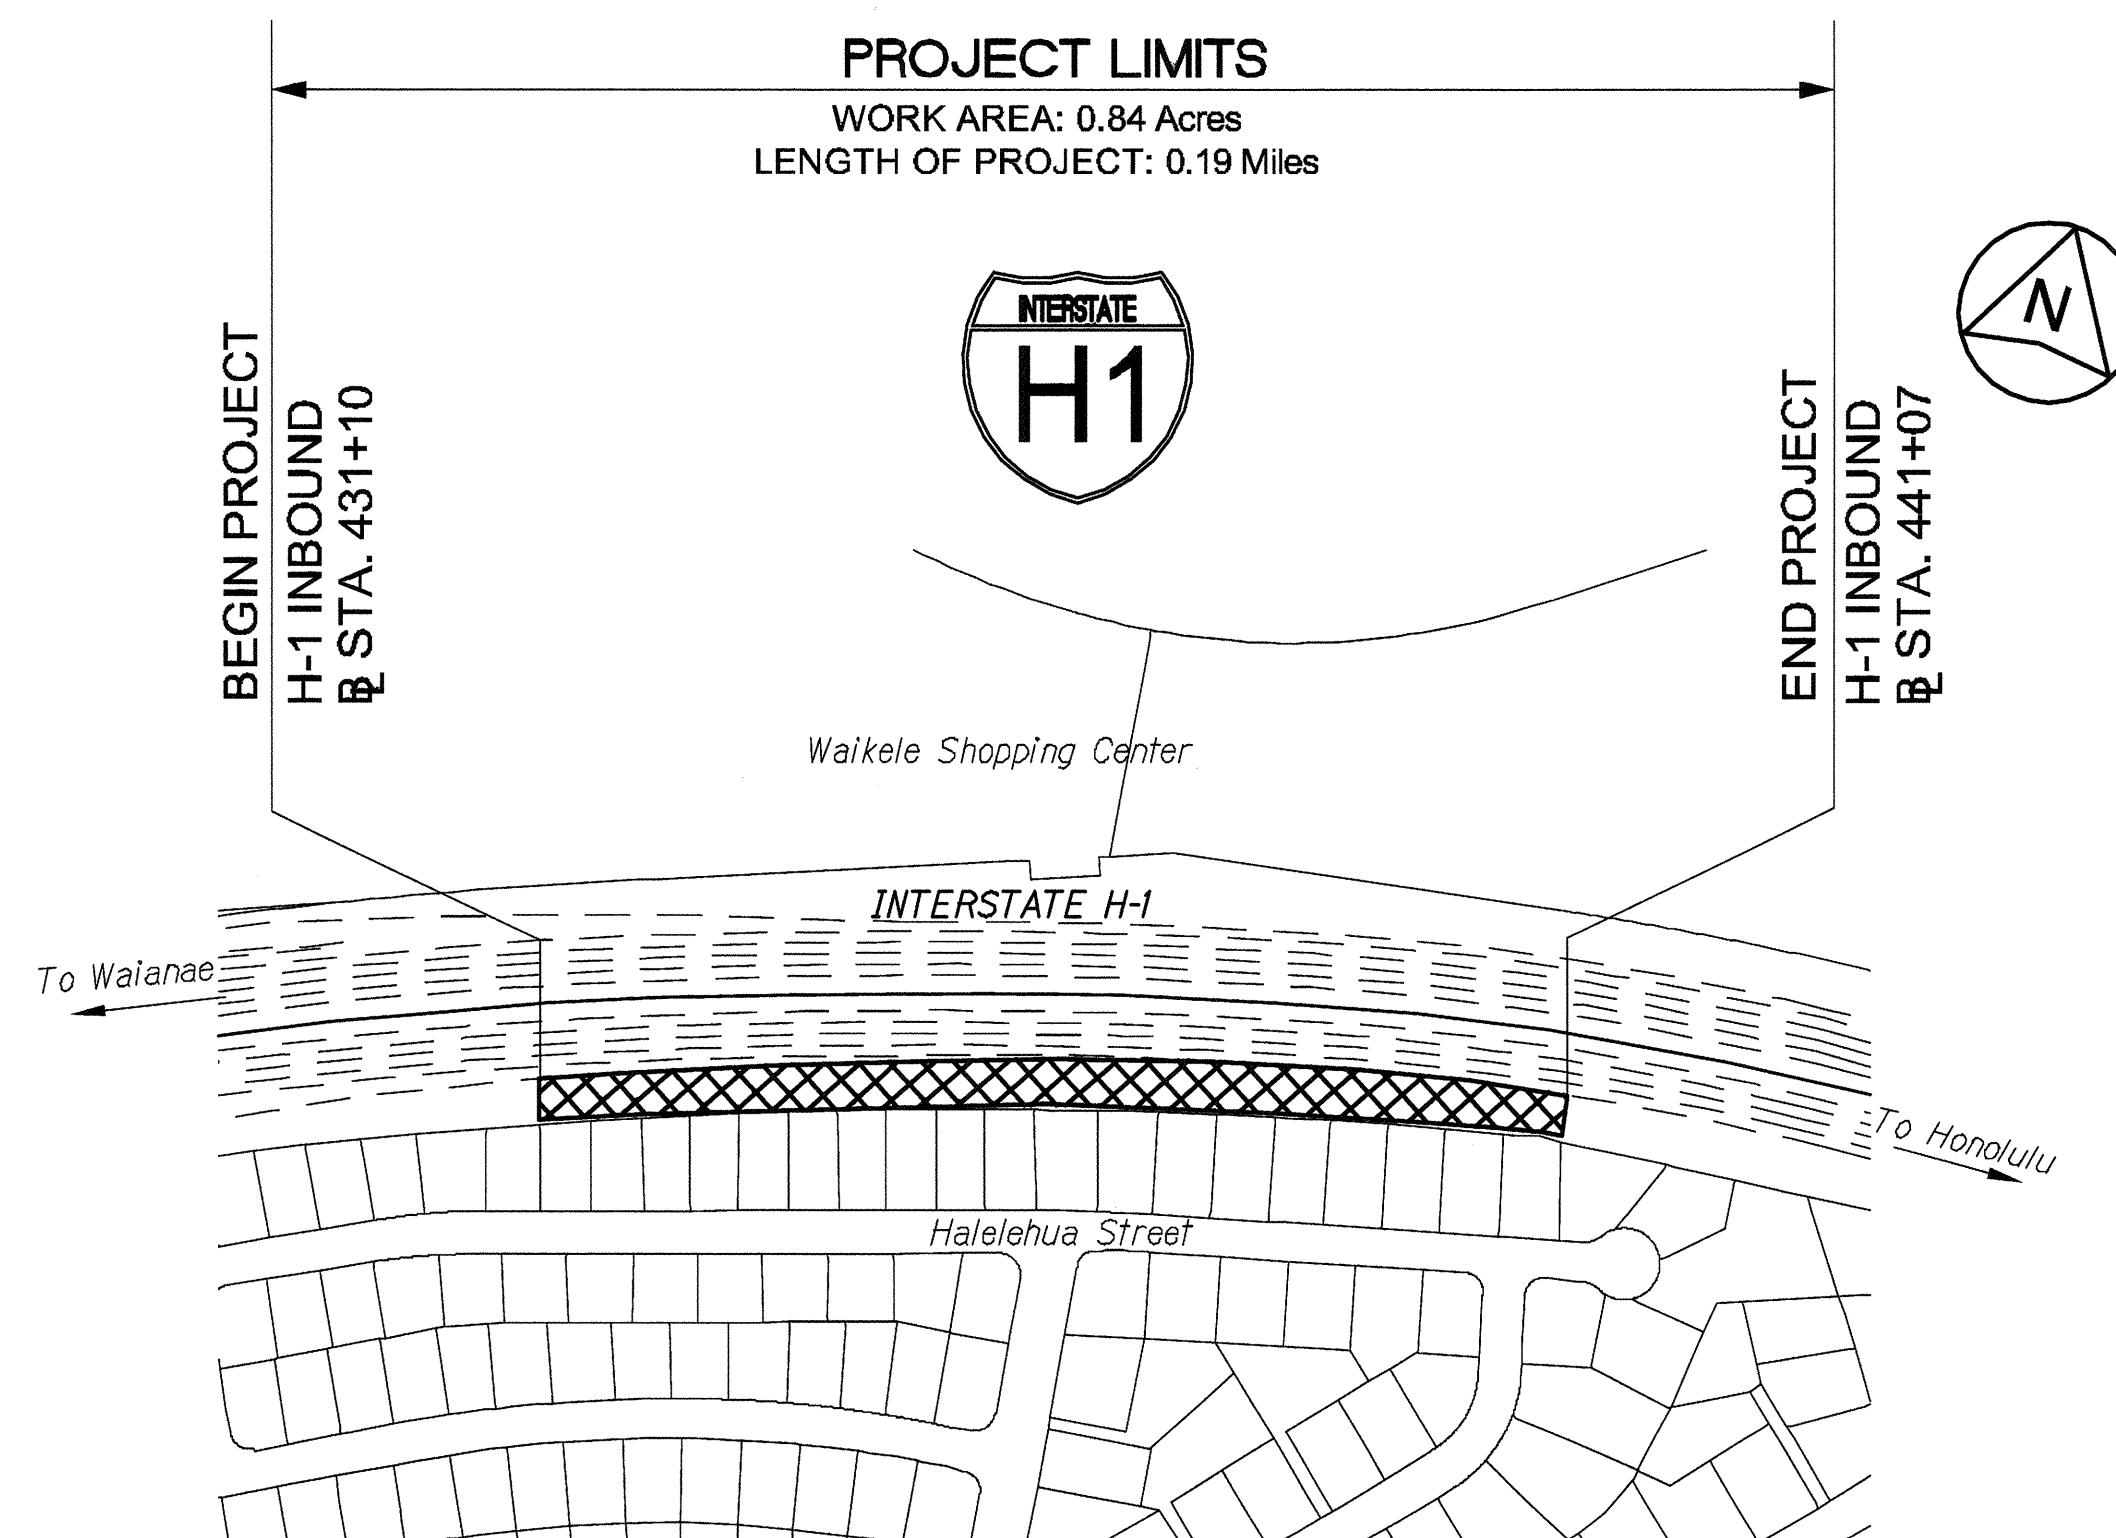 PROJECT LIMITS
WORK AREA: 0.84 Acres
LENGTH OF PROJECT: 0.19 Miles
N
INTERSTATE
H1
BEGIN PROJECT
H-1 INBOUND
BL STA. 431+10
END PROJECT
H-1 INBOUND
BL STA. 441+07
Waikele Shopping Center
INTERSTATE H-1
To Waianae
To Honolulu
Halelehua Street